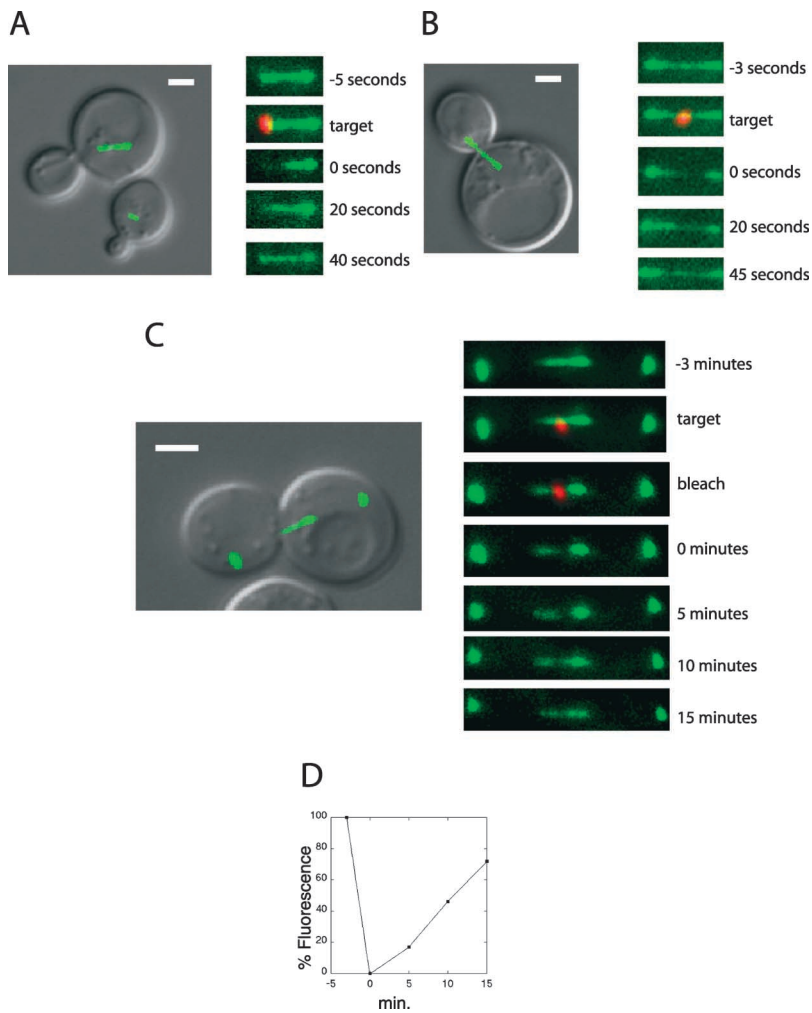 A
-5 seconds
target
0 seconds
20 seconds
40 seconds
B
-3 seconds
target
0 seconds
20 seconds
45 seconds
C
-3 minutes
target
bleach
0 minutes
5 minutes
10 minutes
15 minutes
D
% Fluorescence
100
80
60
40
20
0
-5 0 5 10 15
min.